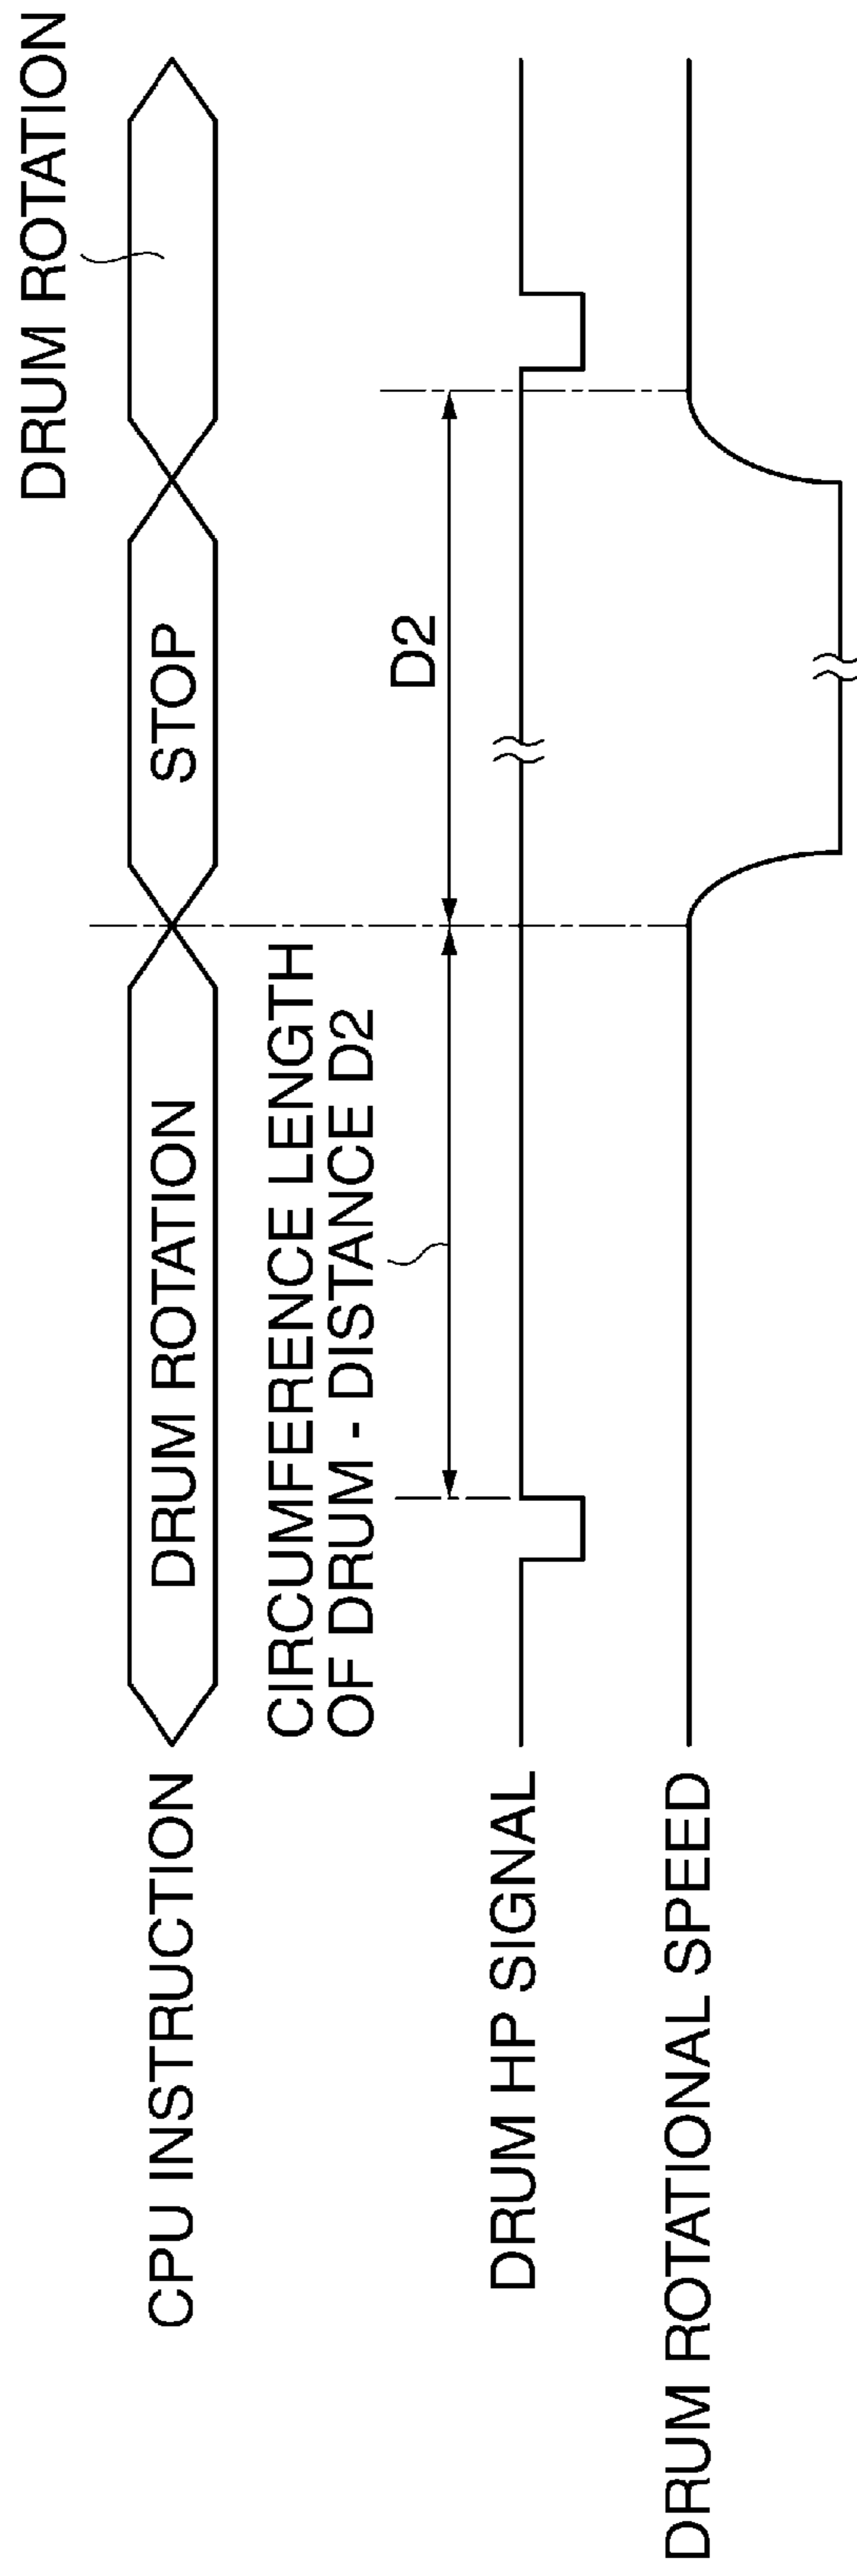 CPU INSTRUCTION
DRUM ROTATION
STOP
DRUM ROTATION
CIRCUMFERENCE LENGTH
OF DRUM - DISTANCE D2
D2
DRUM HP SIGNAL
DRUM ROTATIONAL SPEED